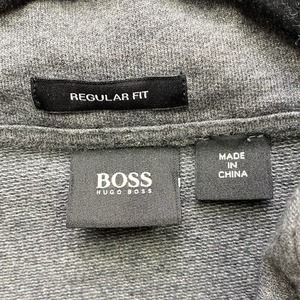 REGULAR FIT
BOSS
HUGO BOSS
MADE
IN
CHINA